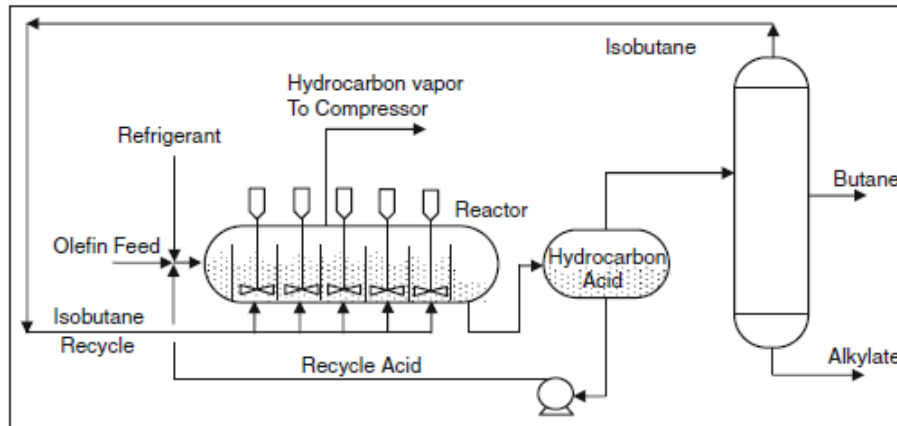 Isobutane
Hydrocarbon vapor
To Compressor
Refrigerant
Butane
Reactor
Olefin Feed
Hydrocarbon
Acid
Isobutane
Recycle
Recycle Acid
Alkylate